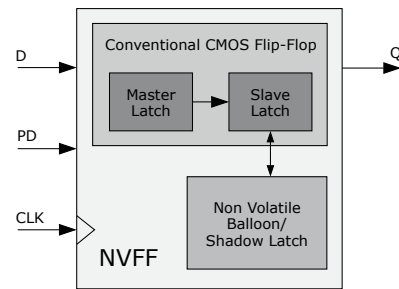 D
PD
CLK
Conventional CMOS Flip-Flop
Master
Latch
Slave
Latch
Non Volatile
Balloon/
Shadow Latch
NVFF
Q